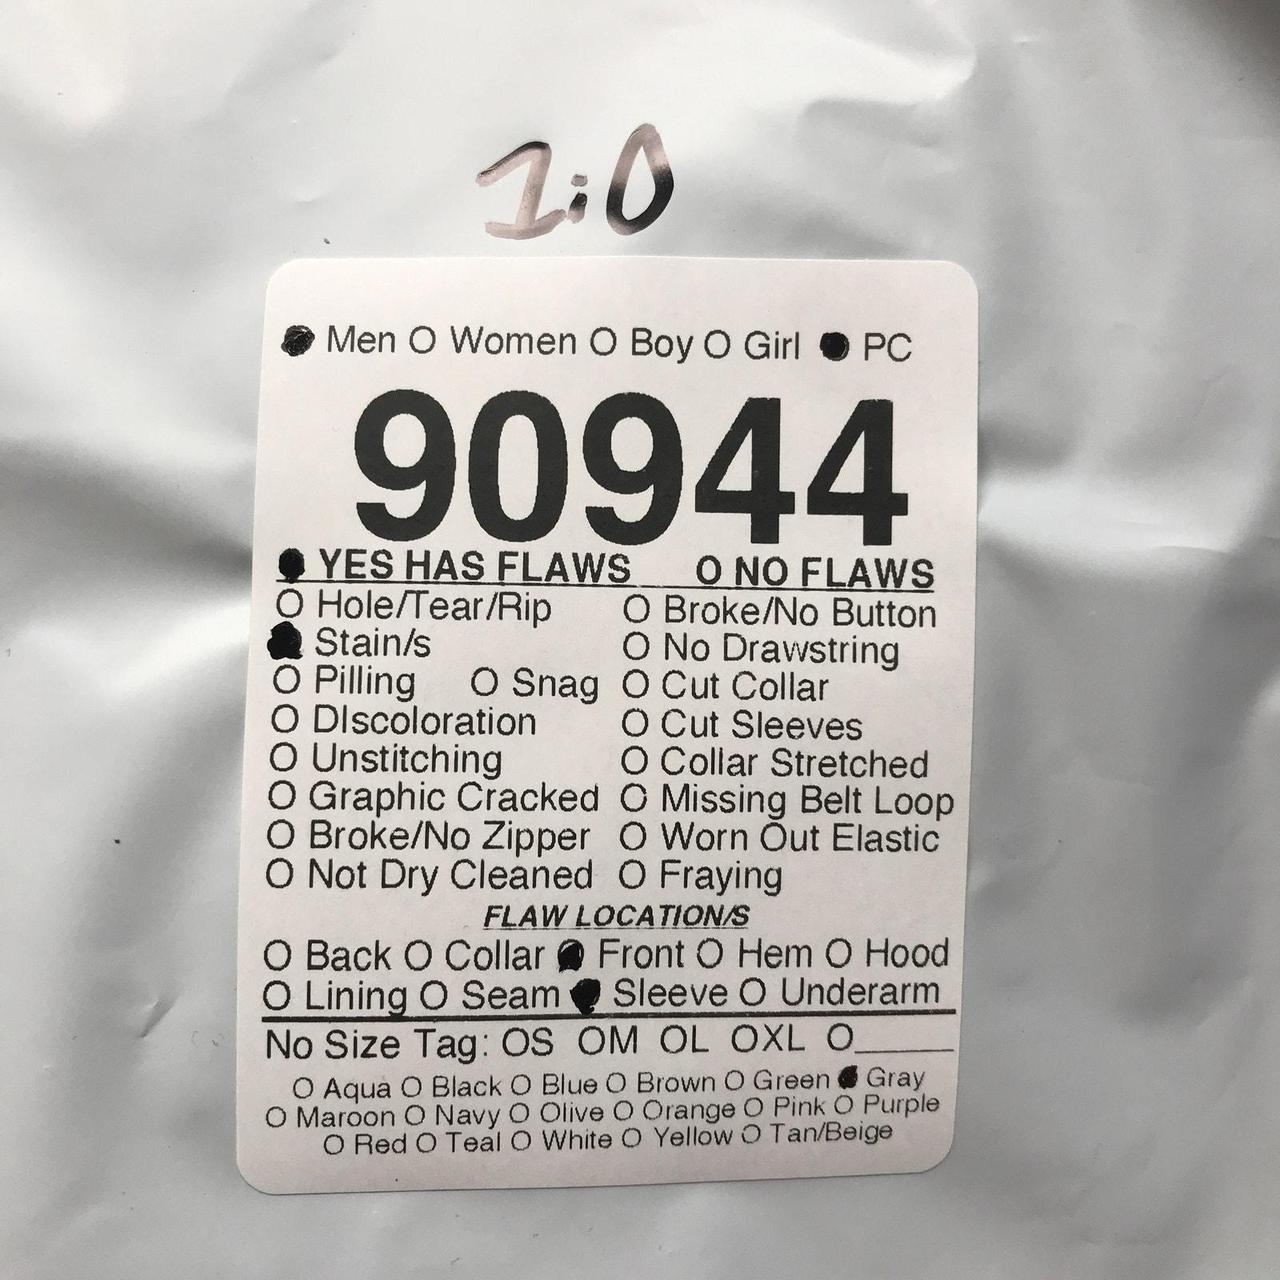 1:0
● Men O Women O Boy O Girl ● PC
90944
● YES HAS FLAWS O NO FLAWS
O Hole/Tear/Rip O Broke/No Button
● Stain/s O No Drawstring
O Pilling O Snag O Cut Collar
O DIscoloration O Cut Sleeves
O Unstitching O Collar Stretched
O Graphic Cracked O Missing Belt Loop
O Broke/No Zipper O Worn Out Elastic
O Not Dry Cleaned O Fraying
FLAW LOCATION/S
O Back O Collar ● Front O Hem O Hood
O Lining O Seam ● Sleeve O Underarm
No Size Tag: OS OM OL OXL O_____
O Aqua O Black O Blue O Brown O Green ● Gray
O Maroon O Navy O Olive O Orange O Pink O Purple
O Red O Teal O White O Yellow O Tan/Beige